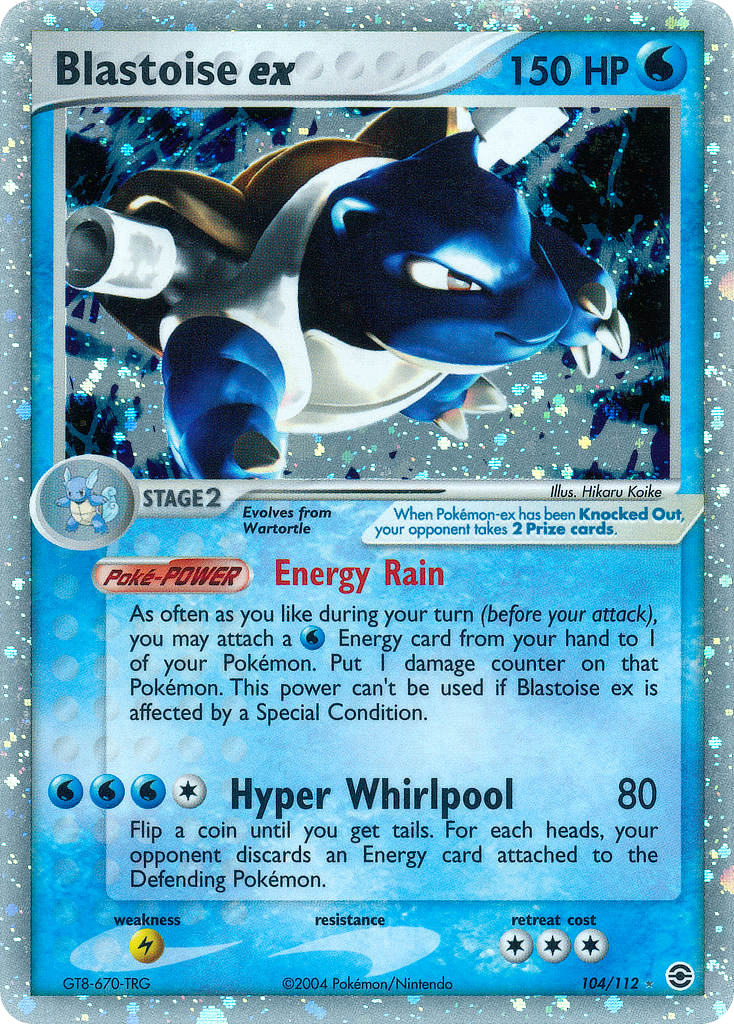 Blastoise ex 150 HP
Illus. Hikaru Koike
STAGE2
Evolves from
Wartortle
When Pokémon-ex has been Knocked Out,
your opponent takes 2 Prize cards.
Poké-POWER Energy Rain
As often as you like during your turn (before your attack),
you may attach a Energy card from your hand to 1
of your Pokémon. Put 1 damage counter on that
Pokémon. This power can't be used if Blastoise ex is
affected by a Special Condition.
Hyper Whirlpool 80
Flip a coin until you get tails. For each heads, your
opponent discards an Energy card attached to the
Defending Pokémon.
weakness resistance retreat cost
GT8-670-TRG ©2004 Pokémon/Nintendo 104/112